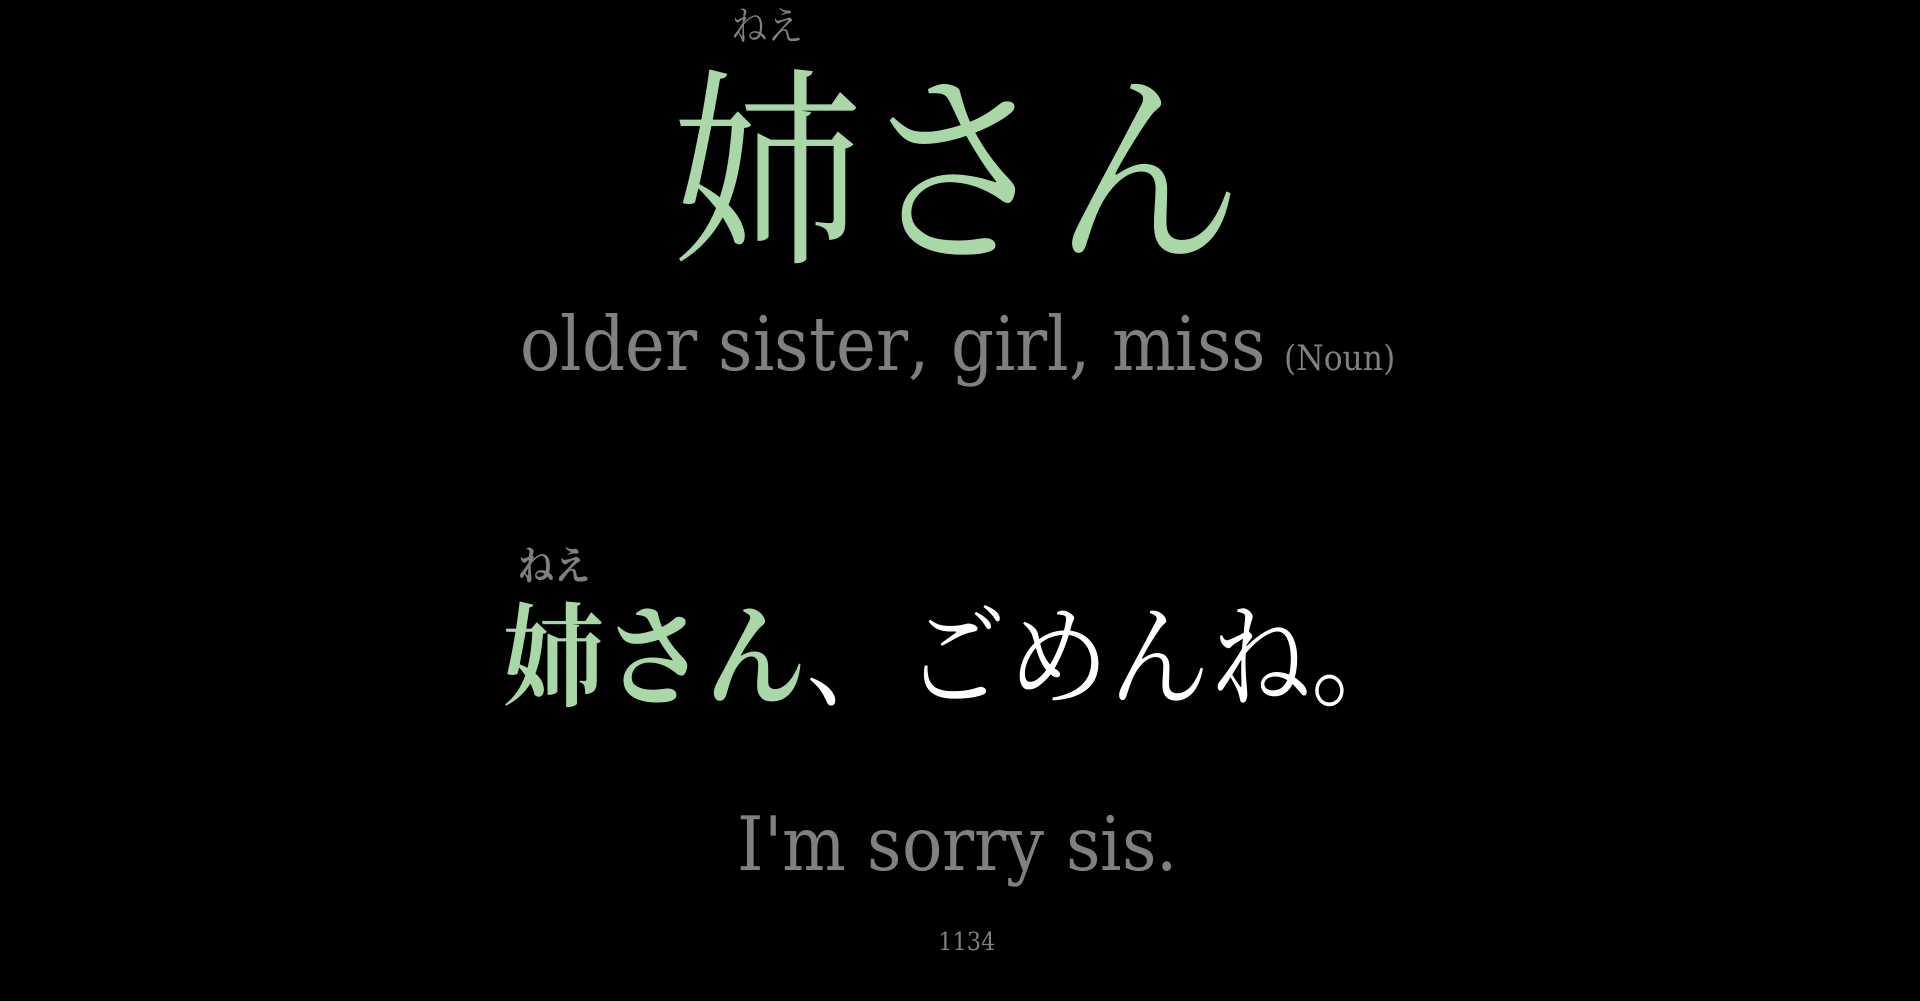 ねえ
姉さん
older sister, girl, miss (Noun)
ねえ
姉さん、ごめんね。
I'm sorry sis.
1134